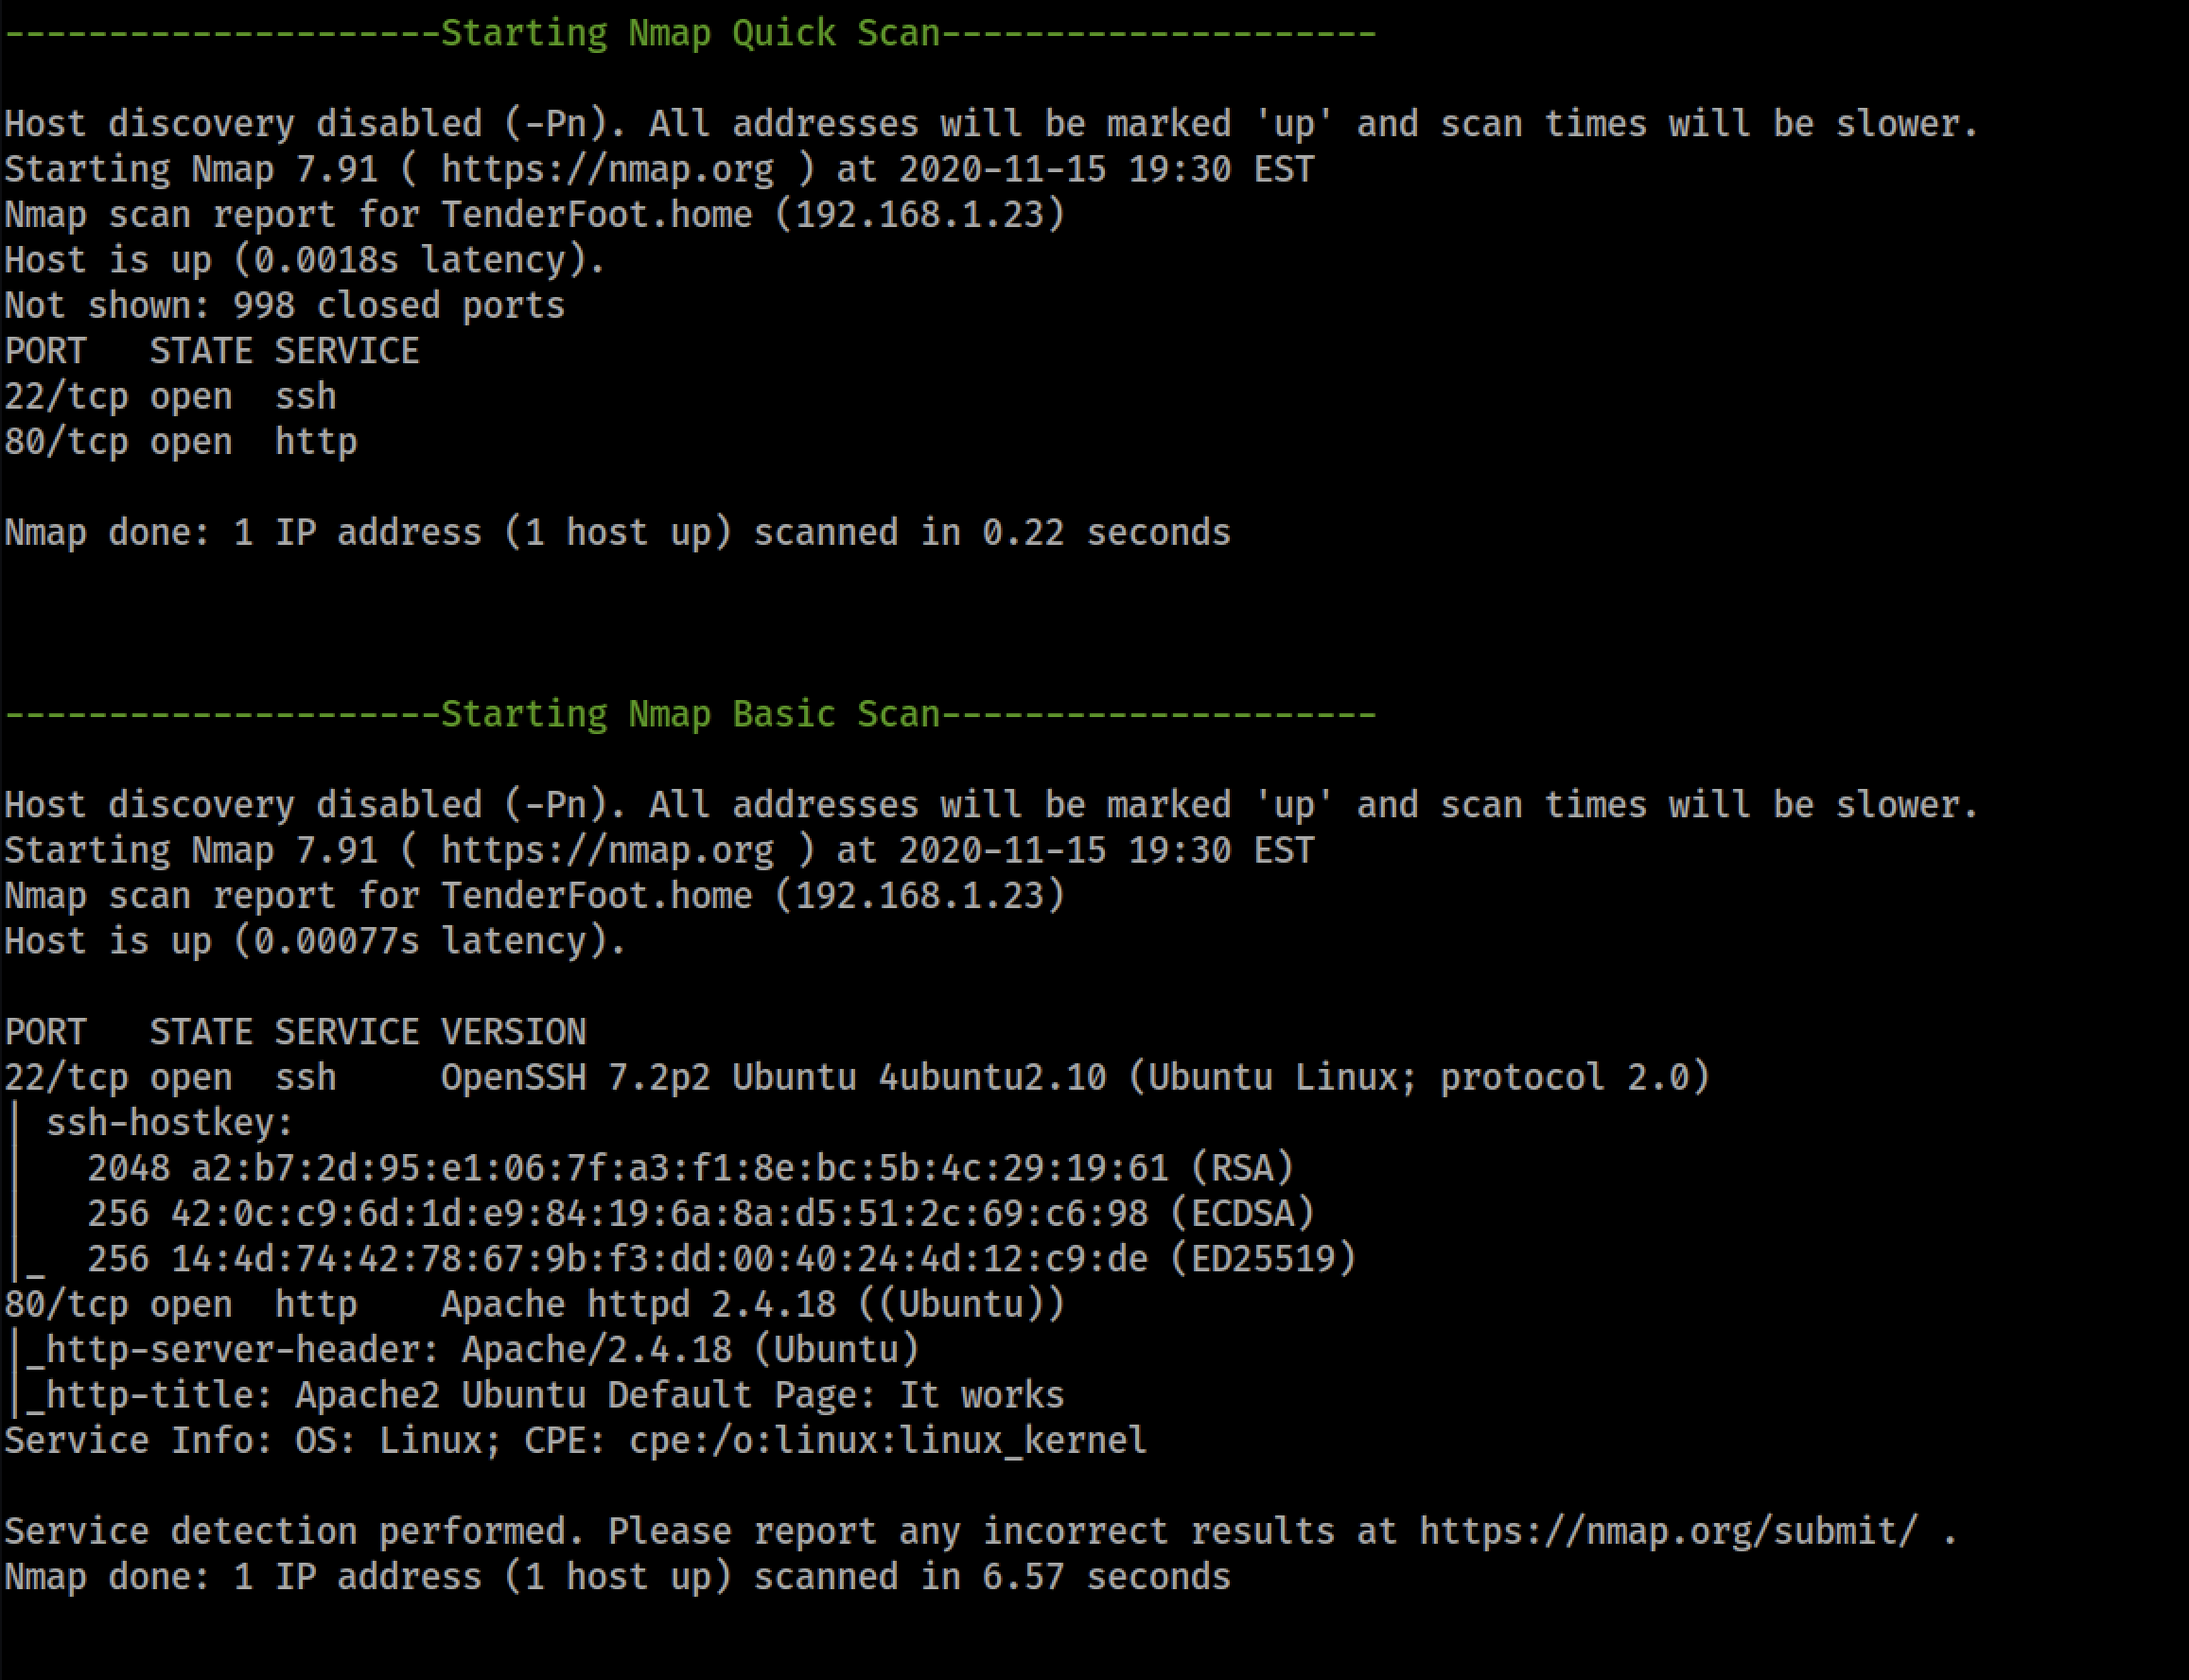 ---------------------Starting Nmap Quick Scan---------------------
Host discovery disabled (-Pn). All addresses will be marked 'up' and scan times will be slower.
Starting Nmap 7.91 ( https://nmap.org ) at 2020-11-15 19:30 EST
Nmap scan report for TenderFoot.home (192.168.1.23)
Host is up (0.0018s latency).
Not shown: 998 closed ports
PORT   STATE SERVICE
22/tcp open  ssh
80/tcp open  http
Nmap done: 1 IP address (1 host up) scanned in 0.22 seconds
---------------------Starting Nmap Basic Scan---------------------
Host discovery disabled (-Pn). All addresses will be marked 'up' and scan times will be slower.
Starting Nmap 7.91 ( https://nmap.org ) at 2020-11-15 19:30 EST
Nmap scan report for TenderFoot.home (192.168.1.23)
Host is up (0.00077s latency).
PORT   STATE SERVICE VERSION
22/tcp open  ssh     OpenSSH 7.2p2 Ubuntu 4ubuntu2.10 (Ubuntu Linux; protocol 2.0)
| ssh-hostkey:
|   2048 a2:b7:2d:95:e1:06:7f:a3:f1:8e:bc:5b:4c:29:19:61 (RSA)
|   256 42:0c:c9:6d:1d:e9:84:19:6a:8a:d5:51:2c:69:c6:98 (ECDSA)
|_  256 14:4d:74:42:78:67:9b:f3:dd:00:40:24:4d:12:c9:de (ED25519)
80/tcp open  http    Apache httpd 2.4.18 ((Ubuntu))
|_http-server-header: Apache/2.4.18 (Ubuntu)
|_http-title: Apache2 Ubuntu Default Page: It works
Service Info: OS: Linux; CPE: cpe:/o:linux:linux_kernel
Service detection performed. Please report any incorrect results at https://nmap.org/submit/ .
Nmap done: 1 IP address (1 host up) scanned in 6.57 seconds